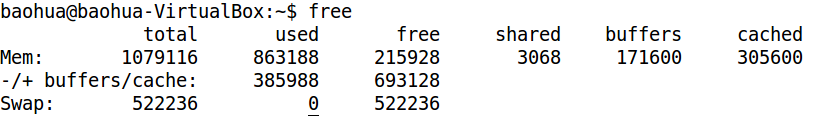 baohua@baohua-VirtualBox:~$ free
total used free shared buffers cached
Mem: 1079116 863188 215928 3068 171600 305600
-/+ buffers/cache: 385988 693128
Swap: 522236 0 522236